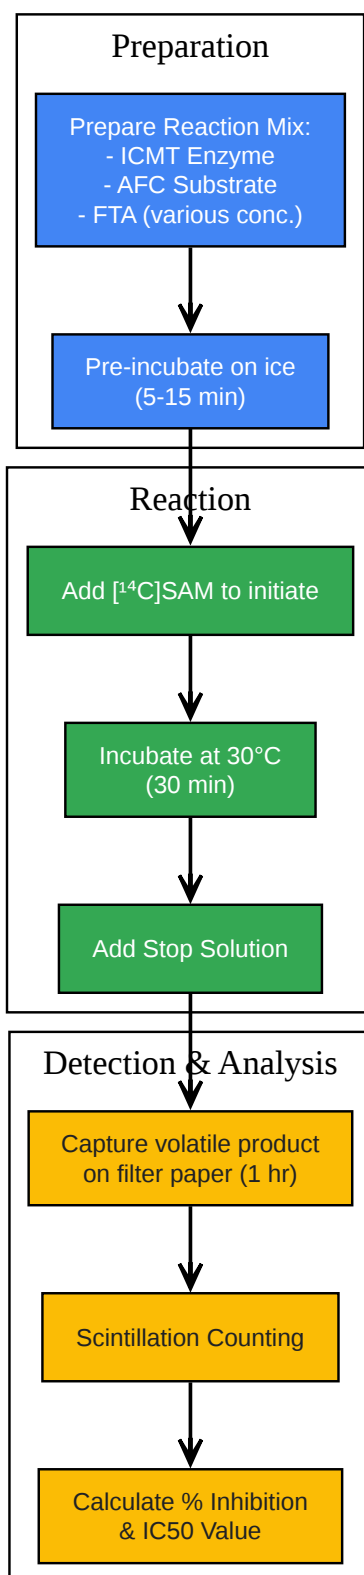 Preparation
Prepare Reaction Mix:
- ICMT Enzyme
- AFC Substrate
- FTA (various conc.)
Pre-incubate on ice
(5-15 min)
Reaction
Add [¹⁴C]SAM to initiate
Incubate at 30°C
(30 min)
Add Stop Solution
Detection & Analysis
Capture volatile product
on filter paper (1 hr)
Scintillation Counting
Calculate % Inhibition
& IC50 Value